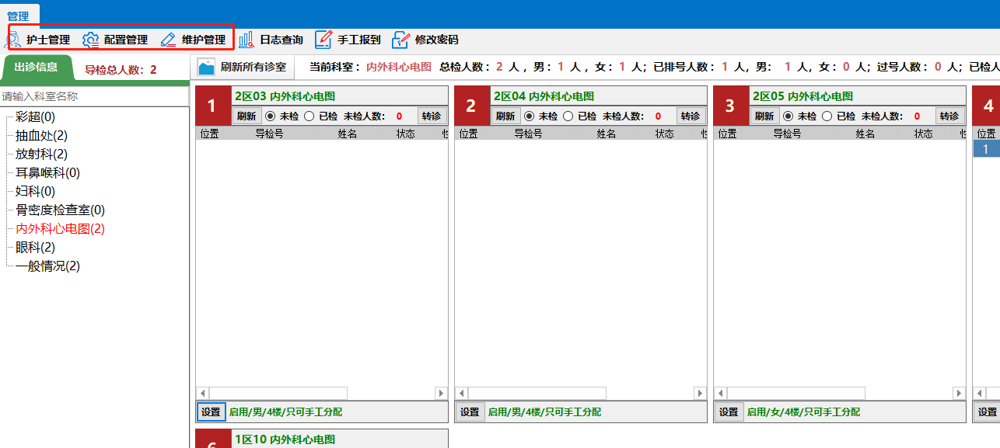 管理
护士管理 配置管理 维护管理 日志查询 手工报到 修改密码
出诊信息 导检总人数：2 刷新所有诊室 当前科室：内外科心电图 总检人数：2 人，男：1 人，女：1 人；已排号人数：1 人，男： 1 人，女：0 人；过号人数：0 人；已检人
请输入科室名称
彩超(0)
抽血处(2)
放射科(2)
耳鼻喉科(0)
妇科(0)
骨密度检查室(0)
内外科心电图(2)
眼科(2)
一般情况(2)
1 2区03 内外科心电图
刷新 未检 已检 未检人数： 0 转诊
位置 导检号 姓名 状态
设置 启用/男/4楼/只可手工分配
2 2区04 内外科心电图
刷新 未检 已检 未检人数： 0 转诊
位置 导检号 姓名 状态
设置 启用/男/4楼/只可手工分配
3 2区05 内外科心电图
刷新 未检 已检 未检人数： 0 转诊
位置 导检号 姓名 状态
设置 启用/女/4楼/只可手工分配
4
位置
1
设置
6 1区10 内外科心电图